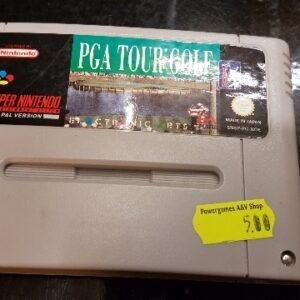 Nintendo
PGA TOUR GOLF
SUPER NINTENDO
PAL VERSION
ELECTRONIC ARTS
MADE IN JAPAN
Powergames A&V Shop
5.00